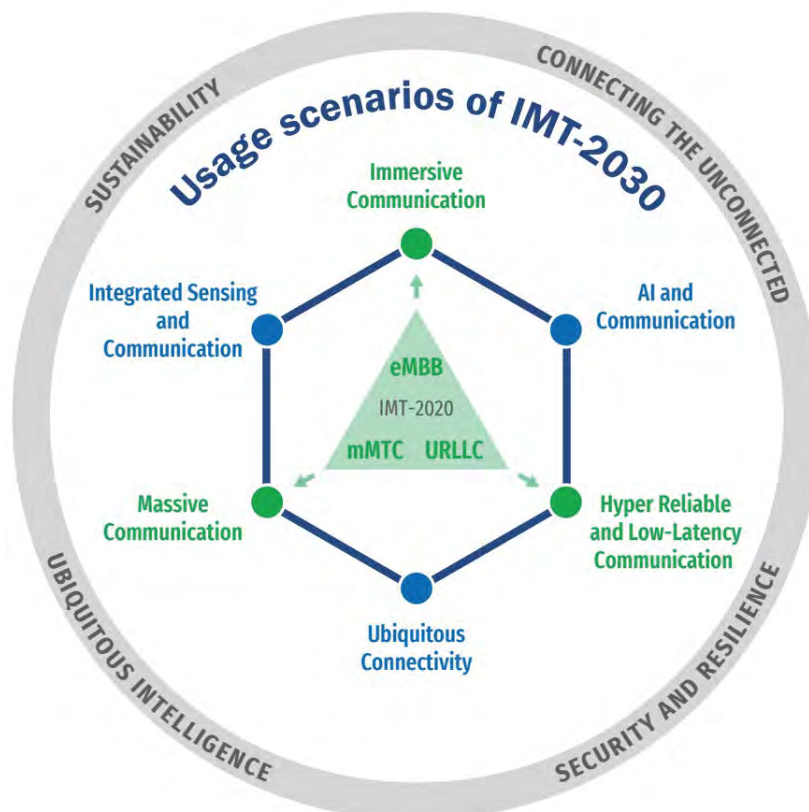 SUSTAINABILITY
CONNECTING THE UNCONNECTED
Usage scenarios of IMT-2030
Immersive
Communication
Integrated Sensing
and
Communication
AI and
Communication
eMBB
IMT-2020
mMTC URLLC
Massive
Communication
Hyper Reliable
and Low-Latency
Communication
Ubiquitous
Connectivity
UBIQUITOUS INTELLIGENCE
SECURITY AND RESILIENCE